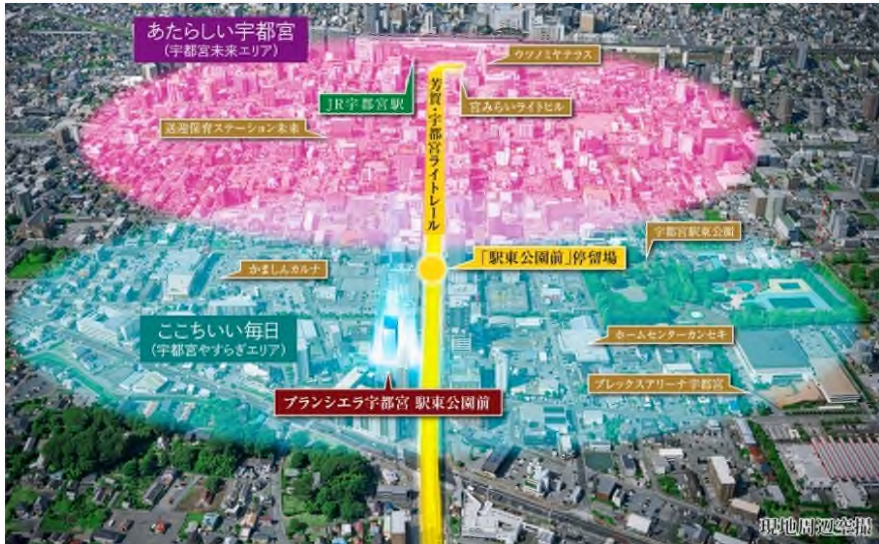 あたらしい宇都宮
（宇都宮未来エリア）
ウツノミヤテラス
JR宇都宮駅
宮みらいライトヒル
送迎保育ステーション未来
芳賀・宇都宮ライトレール
宇都宮駅東公園
「駅東公園前」停留場
かましんカルナ
ここちいい毎日
（宇都宮やすらぎエリア）
ホームセンターカンセキ
ブレックスアリーナ宇都宮
ブランシエラ宇都宮 駅東公園前
現地周辺空撮